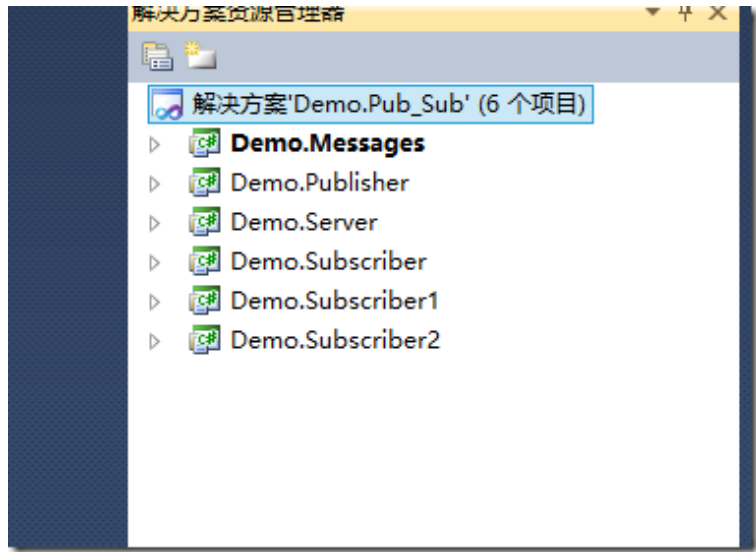 解决方案资源管理器
解决方案'Demo.Pub_Sub' (6 个项目)
Demo.Messages
Demo.Publisher
Demo.Server
Demo.Subscriber
Demo.Subscriber1
Demo.Subscriber2